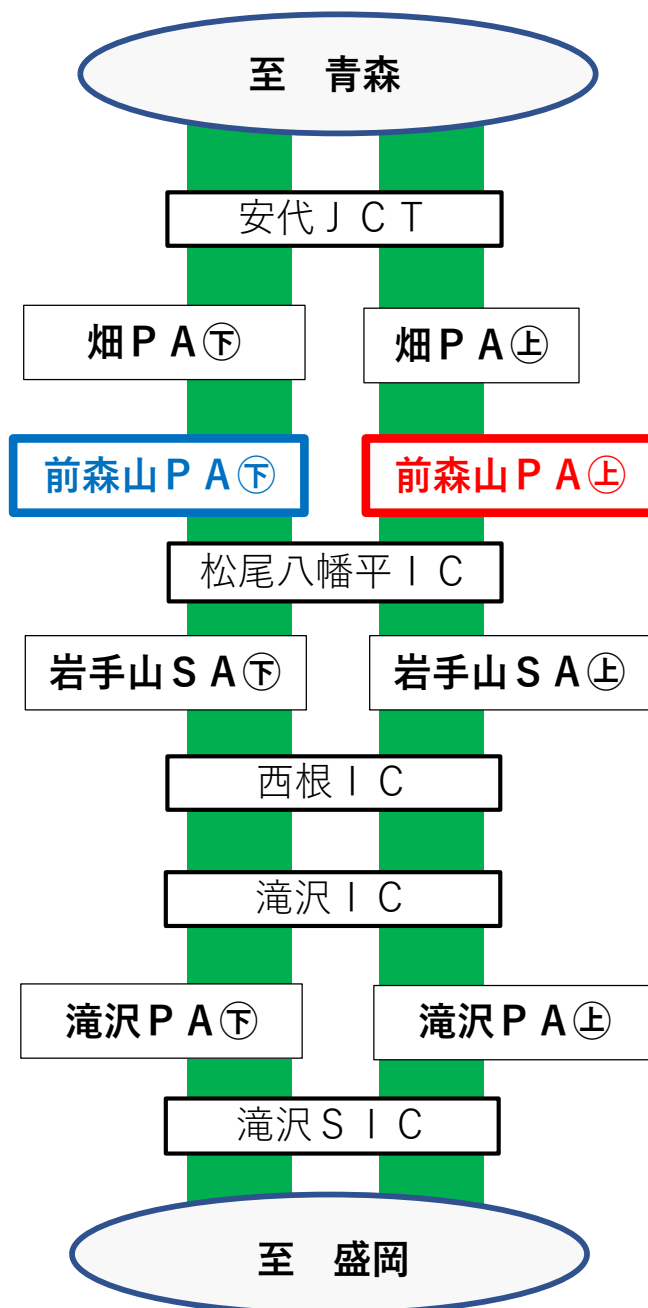 至　青森
安代ＪＣＴ
畑ＰＡ㊦
畑ＰＡ㊤
前森山ＰＡ㊦
前森山ＰＡ㊤
松尾八幡平ＩＣ
岩手山ＳＡ㊦
岩手山ＳＡ㊤
西根ＩＣ
滝沢ＩＣ
滝沢ＰＡ㊦
滝沢ＰＡ㊤
滝沢ＳＩＣ
至　盛岡